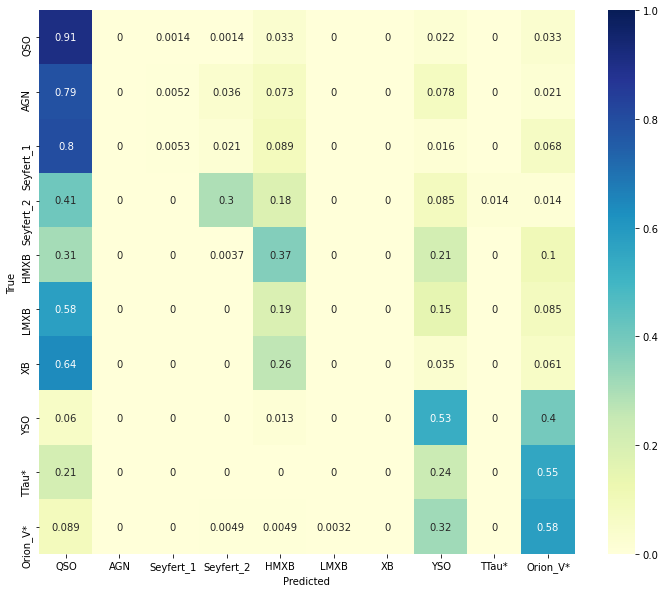 QSO 0.91 0 0.0014 0.0014 0.033 0 0 0.022 0 0.033
AGN 0.79 0 0.0052 0.036 0.073 0 0 0.078 0 0.021
Seyfert_1 0.8 0 0.0053 0.021 0.089 0 0 0.016 0 0.068
Seyfert_2 0.41 0 0 0.3 0.18 0 0 0.085 0.014 0.014
HMXB 0.31 0 0 0.0037 0.37 0 0 0.21 0 0.1
LMXB 0.58 0 0 0 0.19 0 0 0.15 0 0.085
XB 0.64 0 0 0 0.26 0 0 0.035 0 0.061
YSO 0.06 0 0 0 0.013 0 0 0.53 0 0.4
TTau* 0.21 0 0 0 0 0 0 0.24 0 0.55
Orion_V* 0.089 0 0 0.0049 0.0049 0.0032 0 0.32 0 0.58
QSO AGN Seyfert_1 Seyfert_2 HMXB LMXB XB YSO TTau* Orion_V*
Predicted
True
1.0
0.8
0.6
0.4
0.2
0.0